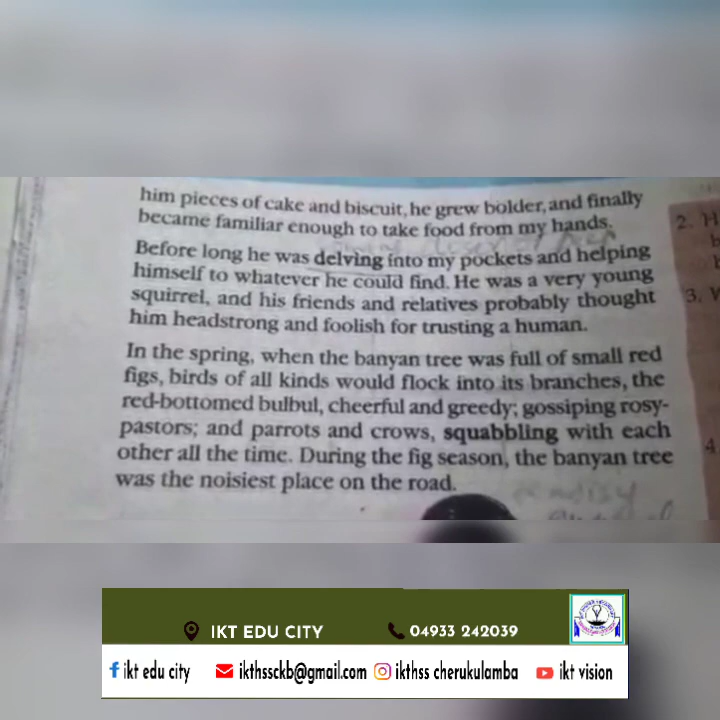 him pieces of cake and biscuit, he grew bolder, and finally
became familiar enough to take food from my hands.
Before long he was delving into my pockets and helping
himself to whatever he could find. He was a very young
squirrel, and his friends and relatives probably thought
him headstrong and foolish for trusting a human.
In the spring, when the banyan tree was full of small red
figs, birds of all kinds would flock into its branches, the
red-bottomed bulbul, cheerful and greedy; gossiping rosy-
pastors; and parrots and crows, squabbling with each
other all the time. During the fig season, the banyan tree
was the noisiest place on the road.
2. H
3. W
4
IKT EDU CITY 04933 242039
ikt edu city ikthssckb@gmail.com ikthss cherukulamba ikt vision